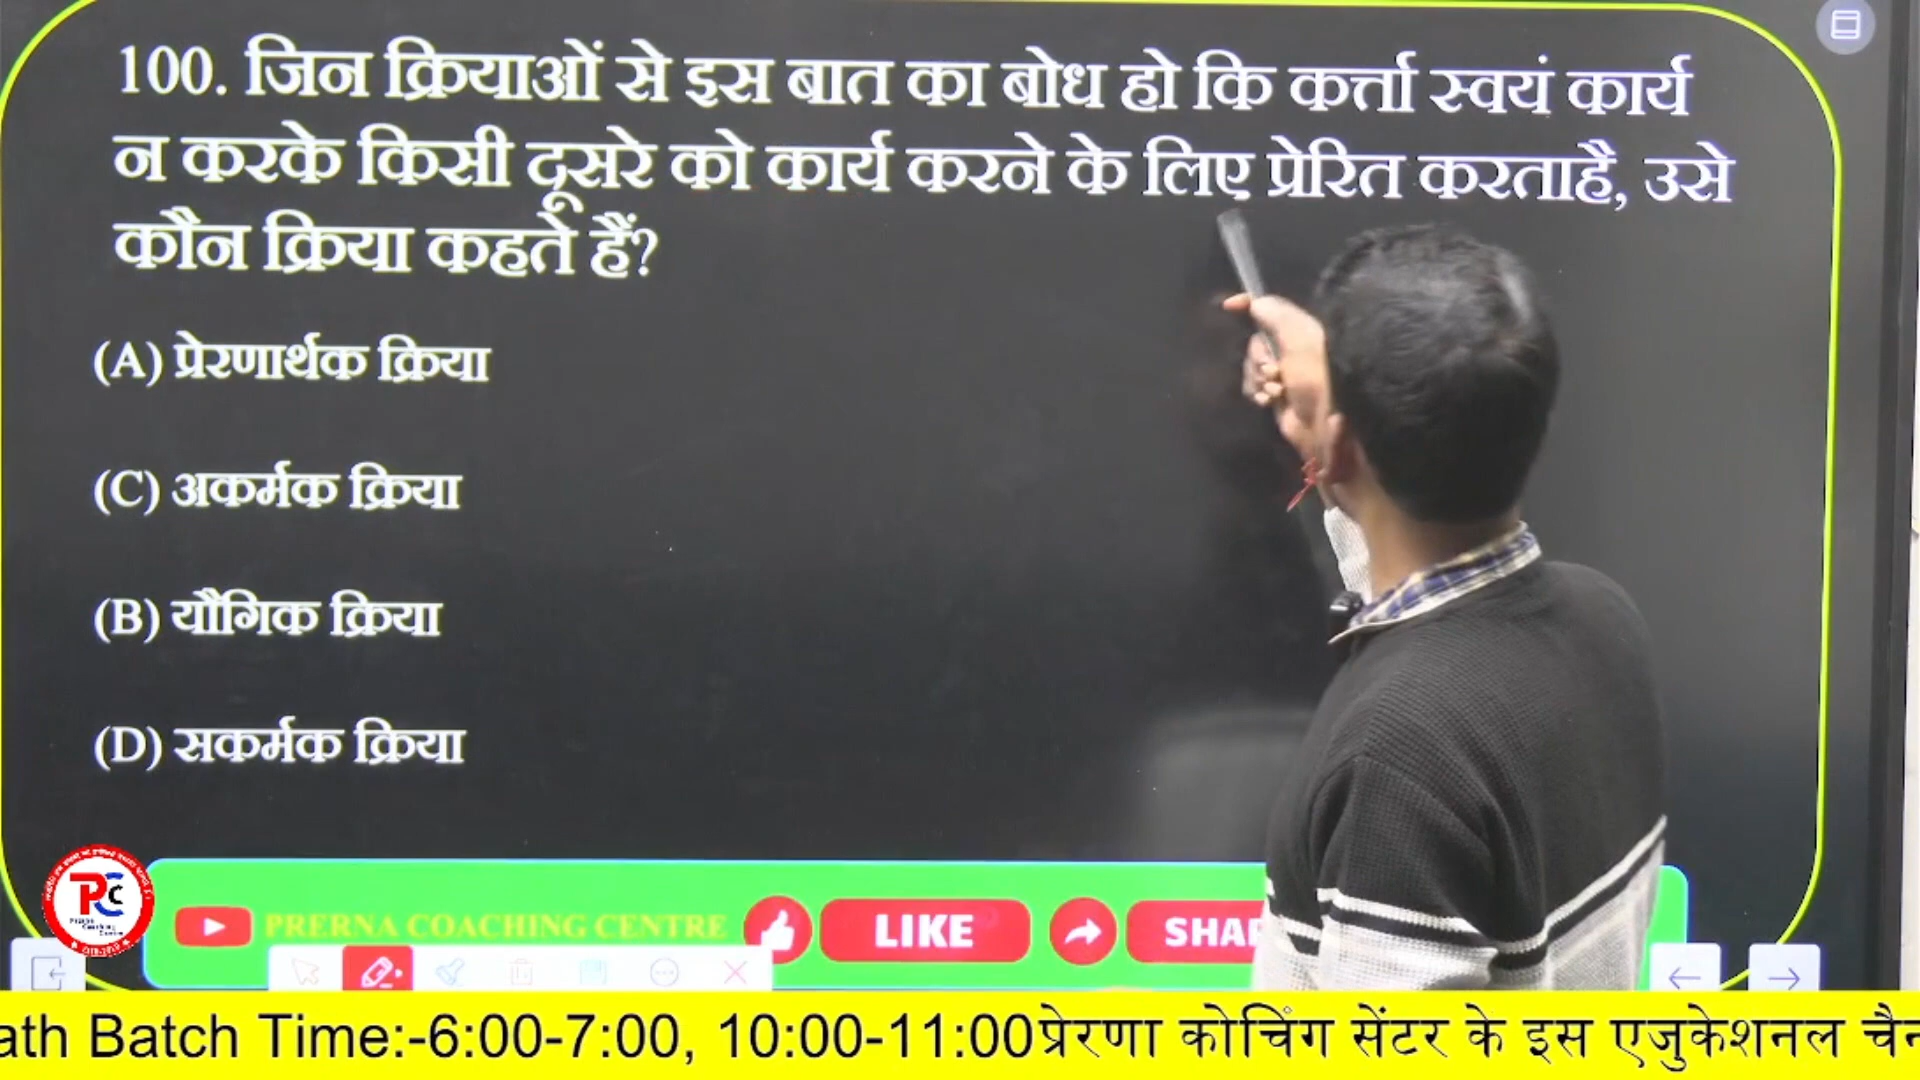 100. जिन क्रियाओं से इस बात का बोध हो कि कर्त्ता स्वयं कार्य
न करके किसी दूसरे को कार्य करने के लिए प्रेरित करताहै, उसे
कौन क्रिया कहते हैं?
(A) प्रेरणार्थक क्रिया
(C) अकर्मक क्रिया
(B) यौगिक क्रिया
(D) सकर्मक क्रिया
PRERNA COACHING CENTRE LIKE SHAR
ath Batch Time:-6:00-7:00, 10:00-11:00प्रेरणा कोचिंग सेंटर के इस एजुकेशनल चैन